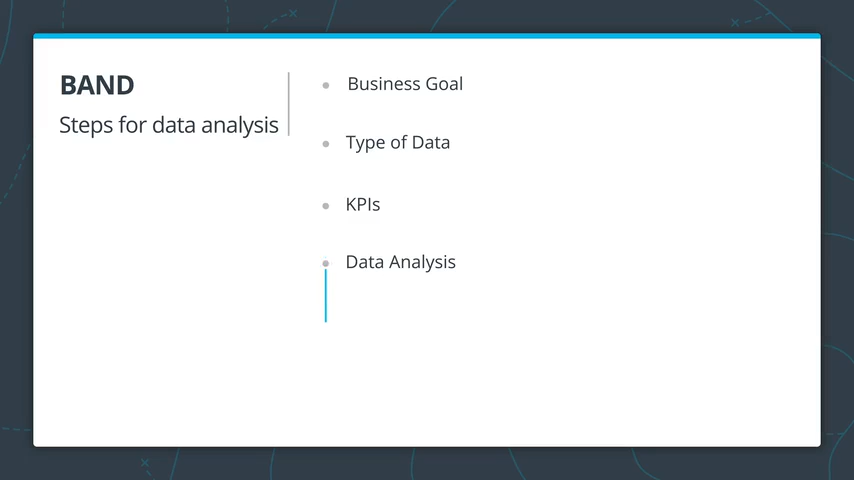 BAND
Steps for data analysis
Business Goal
Type of Data
KPIs
Data Analysis